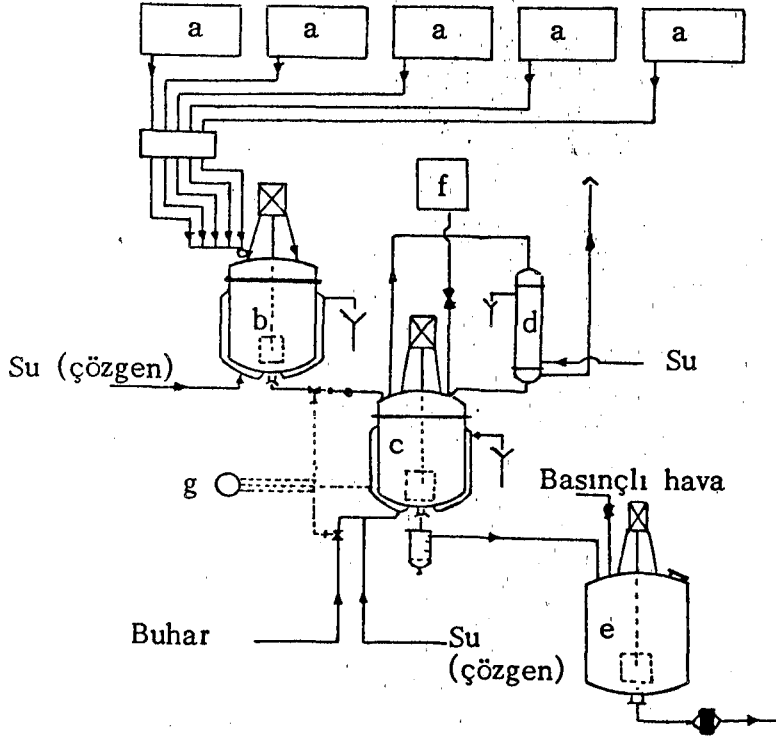 a a a a a
f
b
d
Su (çözgen)
Su
c
g
Basınçlı hava
e
Buhar
Su
(çözgen)